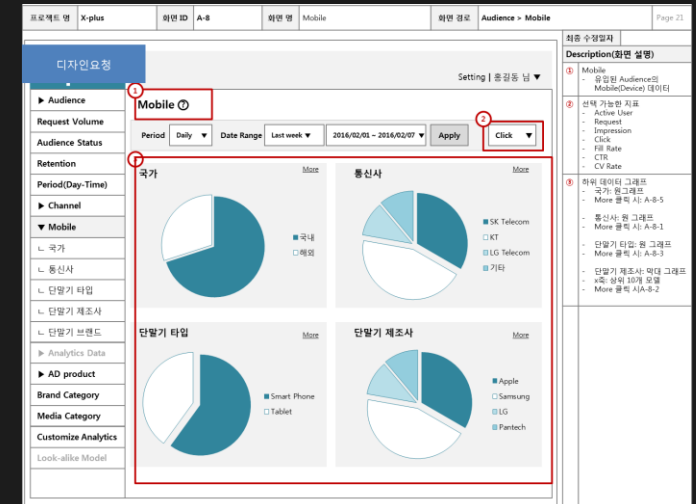 프로젝트 명 X-plus 화면 ID A-8 화면 명 Mobile 화면 경로 Audience > Mobile Page 21
디자인요청
Setting | 홍길동 님 ▼
▶ Audience
Request Volume
Audience Status
Retention
Period(Day-Time)
▶ Channel
▼ Mobile
ㄴ 국가
ㄴ 통신사
ㄴ 단말기 타입
ㄴ 단말기 제조사
ㄴ 단말기 브랜드
▶ Analytics Data
▶ AD product
Brand Category
Media Category
Customize Analytics
Look-alike Model
1
Mobile ?
Period Daily ▼ Date Range Last week ▼ 2016/02/01 ~ 2016/02/07 ▼ Apply
2
Click ▼
국가 More
국내
해외
통신사 More
SK Telecom
KT
LG Telecom
기타
단말기 타입 More
Smart Phone
Tablet
단말기 제조사 More
Apple
Samsung
LG
Pantech
최종 수정일자
Description(화면 설명)
① Mobile
- 유입된 Audience의
Mobile(Device) 데이터
② 선택 가능한 지표
- Active User
- Request
- Impression
- Click
- Fill Rate
- CTR
- CV Rate
③ 하위 데이터 그래프
- 국가: 원그래프
- More 클릭 시: A-8-5
- 통신사: 원 그래프
- More 클릭 시: A-8-1
- 단말기 타입: 원 그래프
- More 클릭 시: A-8-3
- 단말기 제조사: 막대 그래프
- x축: 상위 10개 모델
- More 클릭 시A-8-2